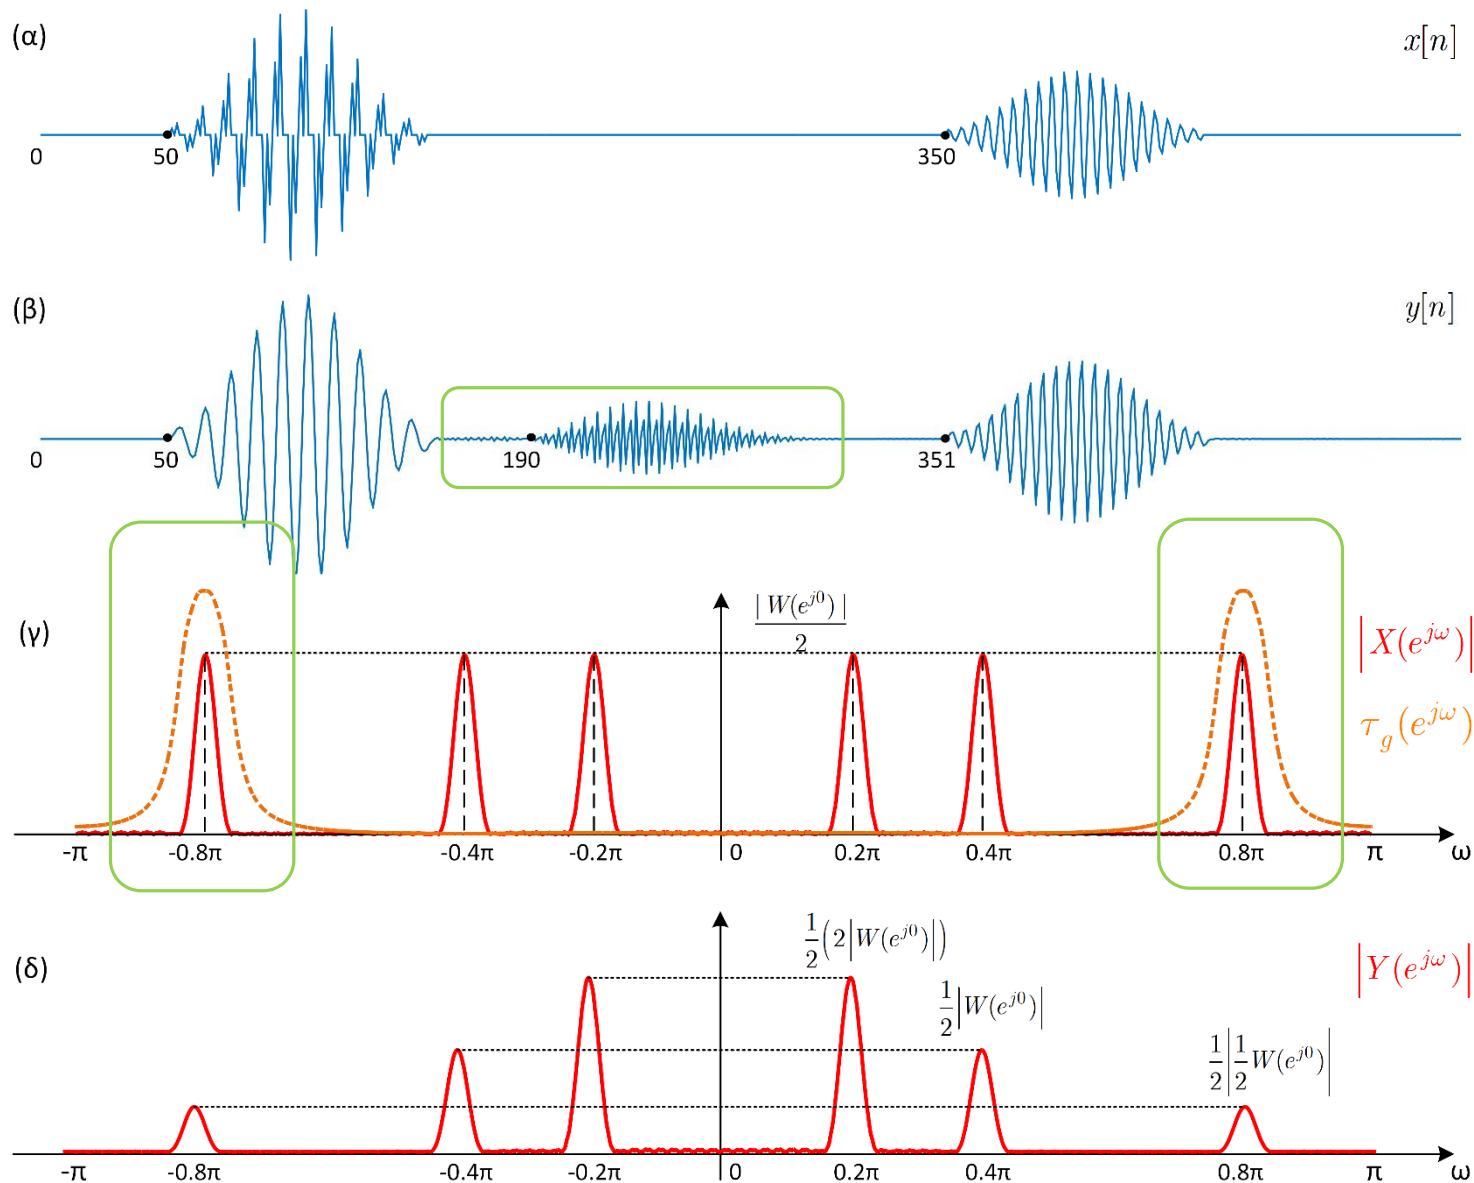 (α) x[n]
0 50 350
(β) y[n]
0 50 190 351
(γ) |W(e^{j0})|/2 |X(e^{jω})|
τ_g(e^{jω})
-π -0.8π -0.4π -0.2π 0 0.2π 0.4π 0.8π π ω
(δ) 1/2(2|W(e^{j0})|) |Y(e^{jω})|
1/2|W(e^{j0})|
1/2|1/2 W(e^{j0})|
-π -0.8π -0.4π -0.2π 0 0.2π 0.4π 0.8π π ω